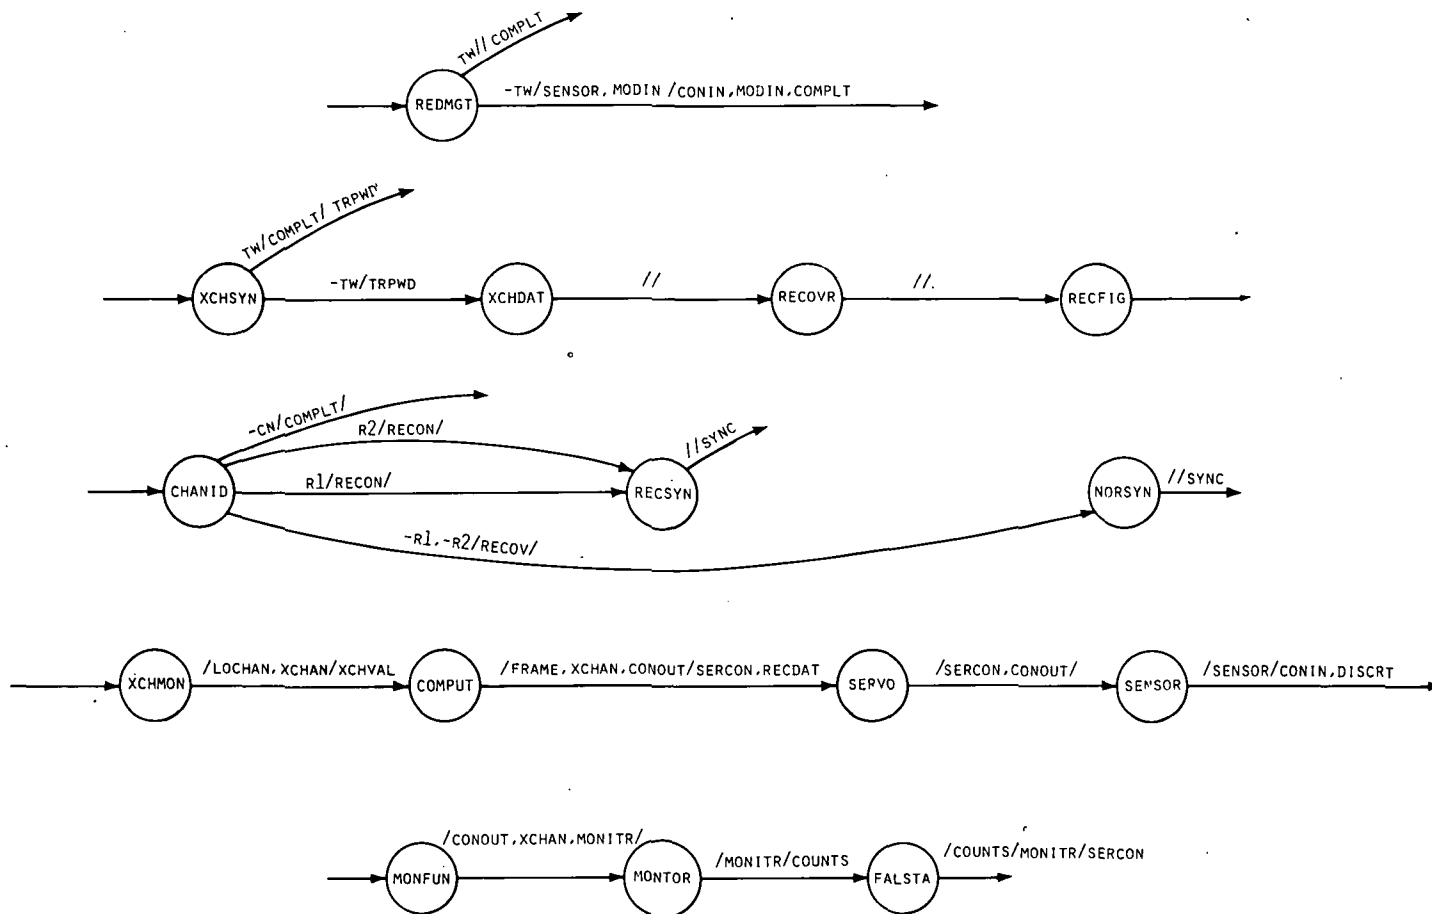 TW// COMPLT
REDMGT
-TW/SENSOR, MODIN /CONIN, MODIN, COMPLT
TW/COMPLT/ TRPWD
XCHSYN
-TW/TRPWD
XCHDAT
//
RECOVR
//.
RECFIG
-CN/COMPLT/
R2/RECON/
//SYNC
CHANID
R1/RECON/
RECSYN
NORSYN
//SYNC
-R1,-R2/RECOV/
XCHMON
/LOCHAN, XCHAN/XCHVAL
COMPUT
/FRAME, XCHAN, CONOUT/SERCON, RECDAT
SERVO
/SERCON, CONOUT/
SENSOR
/SENSOR/CONIN, DISCRT
MONFUN
/CONOUT, XCHAN, MONITR/
MONTOR
/MONITR/COUNTS
FALSTA
/COUNTS/MONITR/SERCON